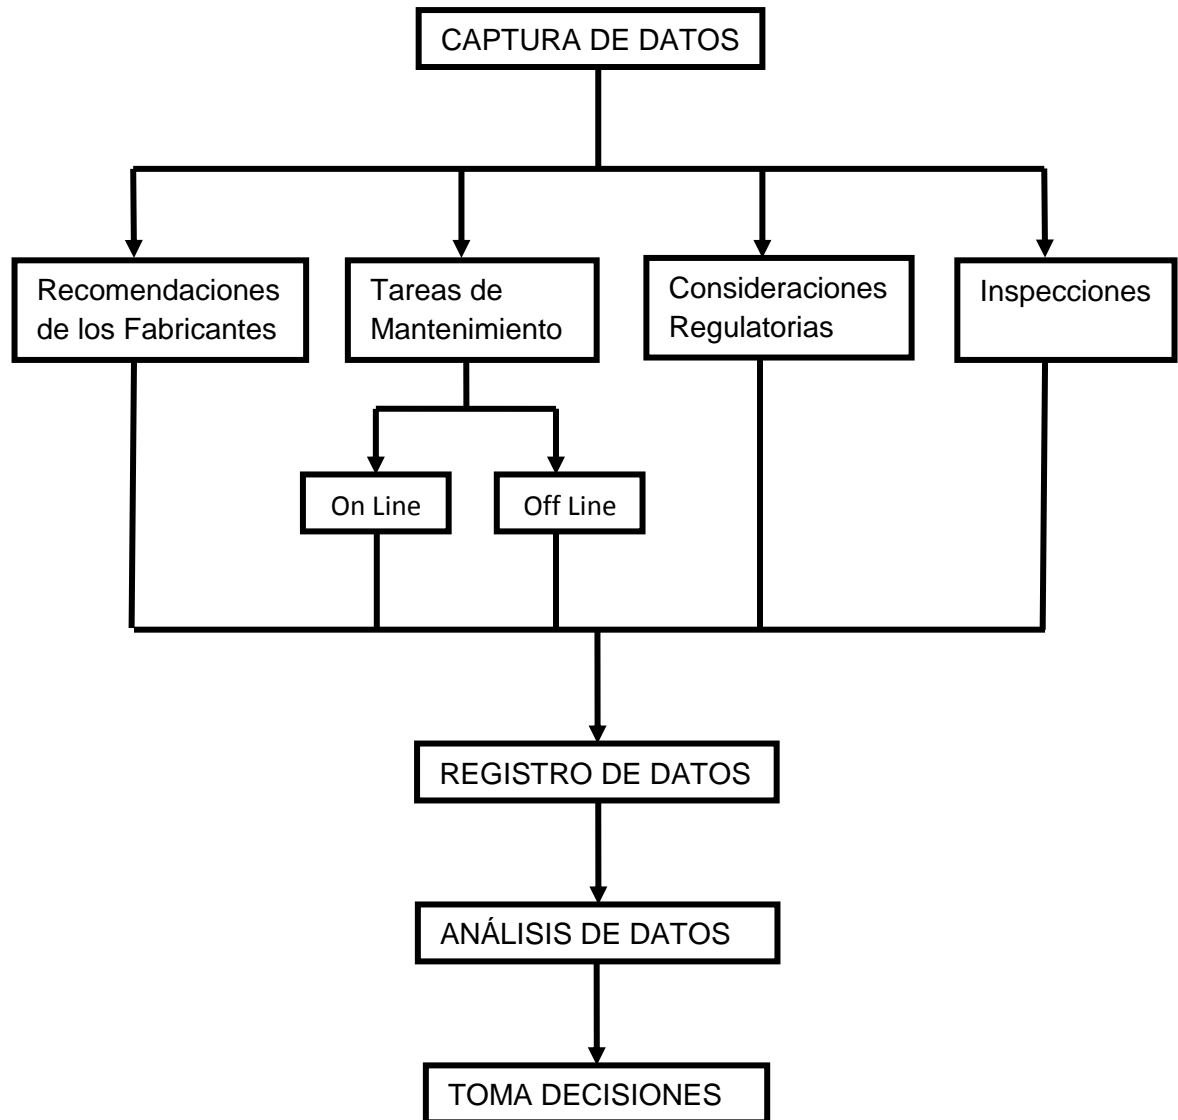 CAPTURA DE DATOS
Recomendaciones
de los Fabricantes
Tareas de
Mantenimiento
Consideraciones
Regulatorias
Inspecciones
On Line
Off Line
REGISTRO DE DATOS
ANÁLISIS DE DATOS
TOMA DECISIONES